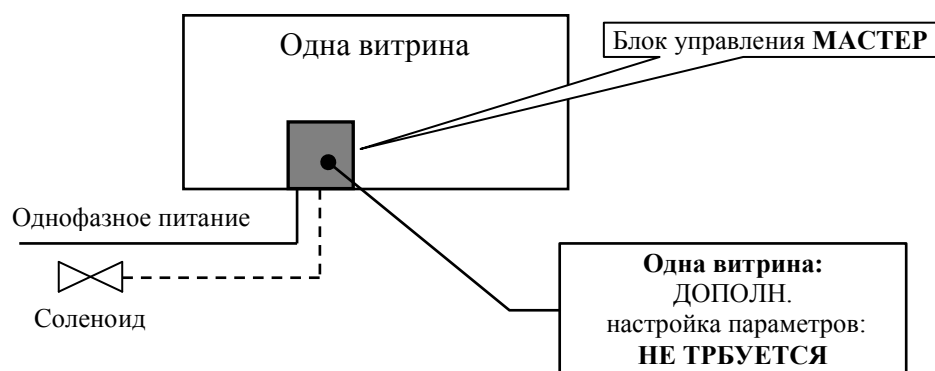 Одна витрина
Блок управления МАСТЕР
Однофазное питание
Соленоид
Одна витрина:
ДОПОЛН.
настройка параметров:
НЕ ТРБУЕТСЯ